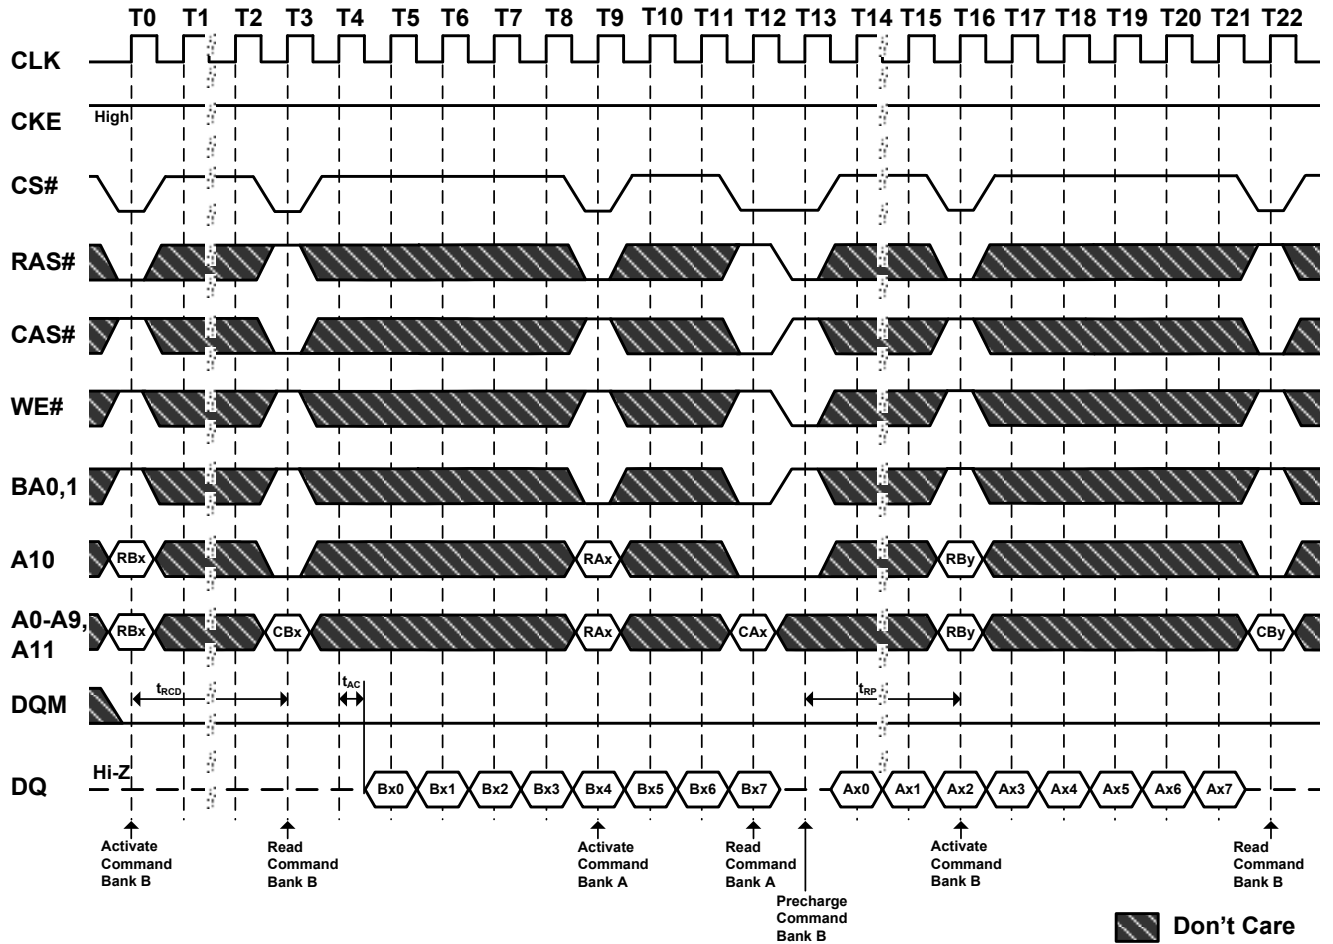 T0 T1 T2 T3 T4 T5 T6 T7 T8 T9 T10 T11 T12 T13 T14 T15 T16 T17 T18 T19 T20 T21 T22
CLK
CKE High
CS#
RAS#
CAS#
WE#
BA0,1
A10 RBx RAx RBy
A0-A9,
A11
RBx CBx RAx CAx RBy CBy
DQM tRCD tAC tRP
DQ Hi-Z Bx0 Bx1 Bx2 Bx3 Bx4 Bx5 Bx6 Bx7 Ax0 Ax1 Ax2 Ax3 Ax4 Ax5 Ax6 Ax7
Activate
Command
Bank B
Read
Command
Bank B
Activate
Command
Bank A
Read
Command
Bank A
Precharge
Command
Bank B
Activate
Command
Bank B
Read
Command
Bank B
Don't Care